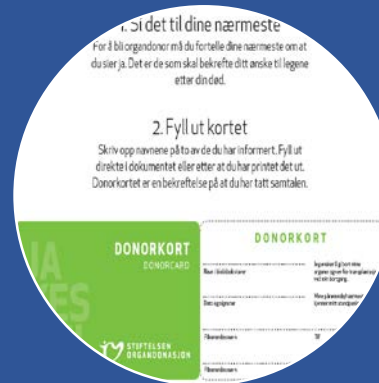 1. Si det til dine nærmeste
For å bli organdonor må du fortelle dine nærmeste om at
du sier ja. Det er de som skal bekrefte ditt ønske til legene
etter din død.
2. Fyll ut kortet
Skriv opp navnene på to av de du har informert. Fyll ut
direkte i dokumentet eller etter at du har printet det ut.
Donorkortet er en bekreftelse på at du har tatt samtalen.
DONORKORT
DONORCARD
STIFTELSEN
ORGANDONASJON
DONORKORT